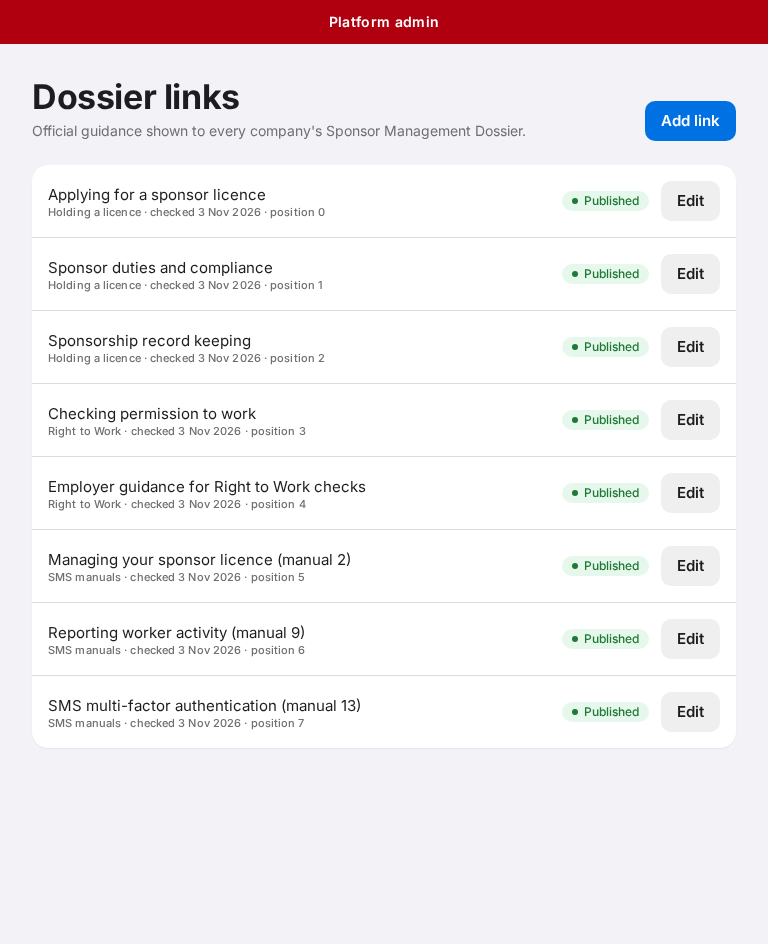 Platform admin
Dossier links
Official guidance shown to every company's Sponsor Management Dossier.
Add link
Applying for a sponsor licence
Holding a licence · checked 3 Nov 2026 · position 0
Published
Edit
Sponsor duties and compliance
Holding a licence · checked 3 Nov 2026 · position 1
Published
Edit
Sponsorship record keeping
Holding a licence · checked 3 Nov 2026 · position 2
Published
Edit
Checking permission to work
Right to Work · checked 3 Nov 2026 · position 3
Published
Edit
Employer guidance for Right to Work checks
Right to Work · checked 3 Nov 2026 · position 4
Published
Edit
Managing your sponsor licence (manual 2)
SMS manuals · checked 3 Nov 2026 · position 5
Published
Edit
Reporting worker activity (manual 9)
SMS manuals · checked 3 Nov 2026 · position 6
Published
Edit
SMS multi-factor authentication (manual 13)
SMS manuals · checked 3 Nov 2026 · position 7
Published
Edit